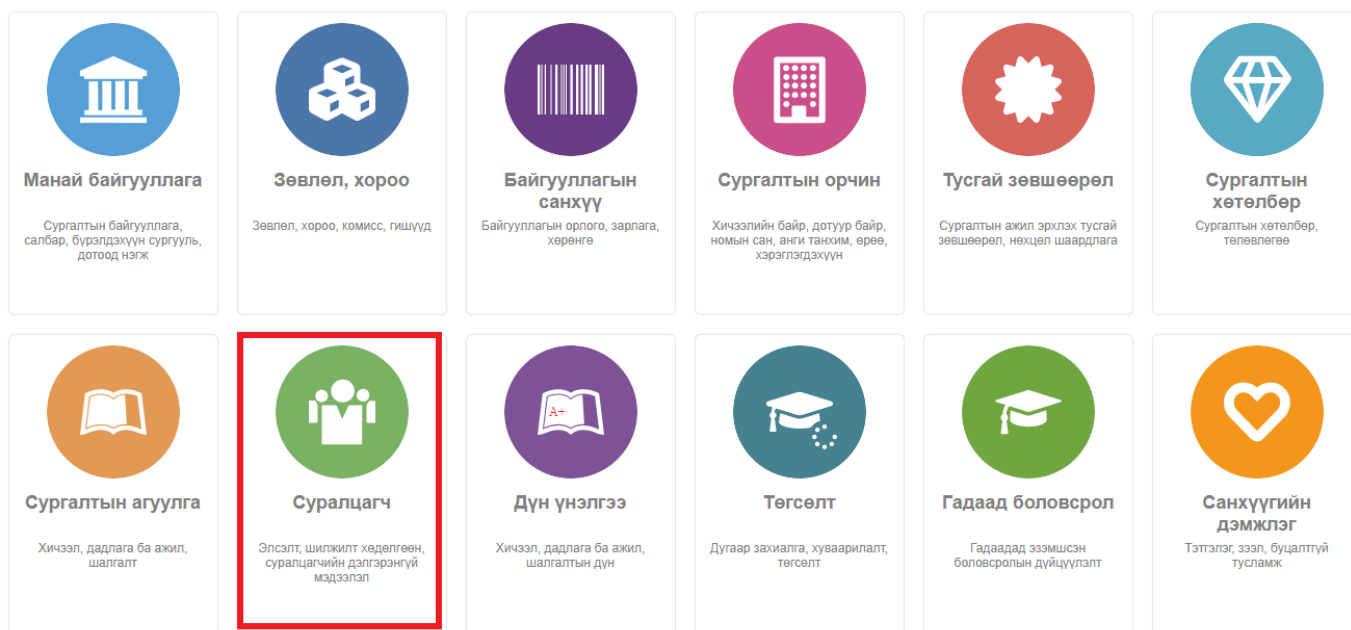 Манай байгууллага
Сургалтын байгууллага,
салбар, бүрэлдэхүүн сургууль,
дотоод нэгж
Зөвлөл, хороо
Зөвлөл, хороо, комисс, гишүүд
Байгууллагын
санхүү
Байгууллагын орлого, зарлага,
хөрөнгө
Сургалтын орчин
Хичээлийн байр, дотуур байр,
номын сан, анги танхим, өрөө,
хэрэглэгдэхүүн
Тусгай зөвшөөрөл
Сургалтын ажил эрхлэх тусгай
зөвшөөрөл, нөхцөл шаардлага
Сургалтын
хөтөлбөр
Сургалтын хөтөлбөр,
төлөвлөгөө
Сургалтын агуулга
Хичээл, дадлага ба ажил,
шалгалт
Суралцагч
Элсэлт, шилжилт хөдөлгөөн,
суралцагчийн дэлгэрэнгүй
мэдээлэл
A+
Дүн үнэлгээ
Хичээл, дадлага ба ажил,
шалгалтын дүн
Төгсөлт
Дугаар захиалга, хуваарилалт,
төгсөлт
Гадаад боловсрол
Гадаадад эзэмшсэн
боловсролын дүйцүүлэлт
Санхүүгийн
дэмжлэг
Тэтгэлэг, зээл, буцалтгүй
тусламж